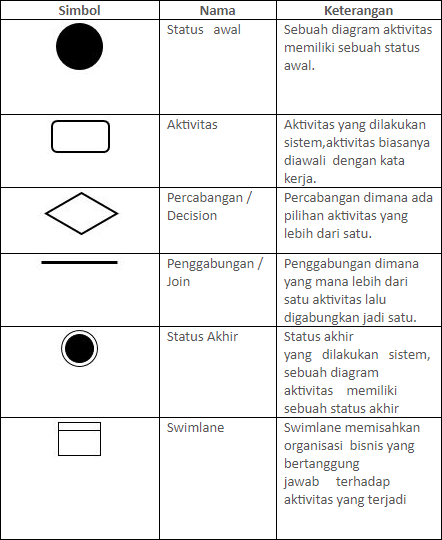 Simbol Nama Keterangan
Status awal
Sebuah diagram aktivitas
memiliki sebuah status
awal.
Aktivitas
Aktivitas yang dilakukan
sistem,aktivitas biasanya
diawali dengan kata
kerja.
Percabangan /
Decision
Percabangan dimana ada
pilihan aktivitas yang
lebih dari satu.
Penggabungan /
Join
Penggabungan dimana
yang mana lebih dari
satu aktivitas lalu
digabungkan jadi satu.
Status Akhir
Status akhir
yang dilakukan sistem,
sebuah diagram
aktivitas memiliki
sebuah status akhir
Swimlane
Swimlane memisahkan
organisasi bisnis yang
bertanggung
jawab terhadap
aktivitas yang terjadi